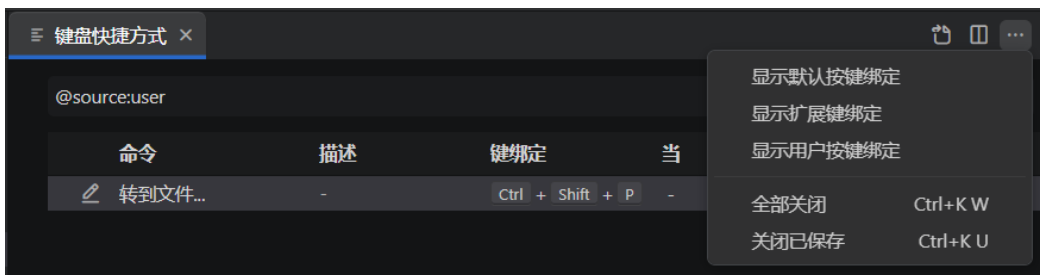 键盘快捷方式
@source:user
命令 描述 键绑定 当
转到文件... - Ctrl + Shift + P -
显示默认按键绑定
显示扩展键绑定
显示用户按键绑定
全部关闭 Ctrl+K W
关闭已保存 Ctrl+K U